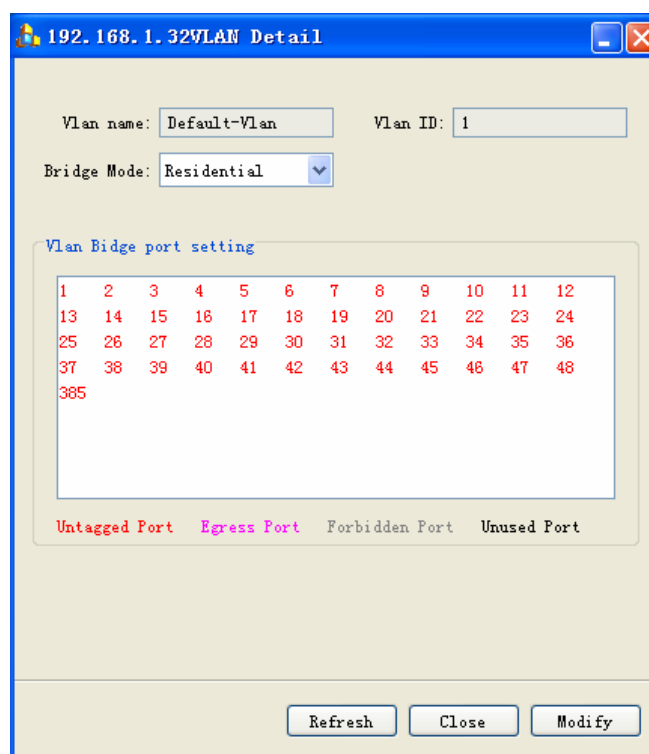 192.168.1.32VLAN Detail
Vlan name: Default-Vlan Vlan ID: 1
Bridge Mode: Residential
Vlan Bidge port setting
1 2 3 4 5 6 7 8 9 10 11 12
13 14 15 16 17 18 19 20 21 22 23 24
25 26 27 28 29 30 31 32 33 34 35 36
37 38 39 40 41 42 43 44 45 46 47 48
385
Untagged Port Egress Port Forbidden Port Unused Port
Refresh Close Modify